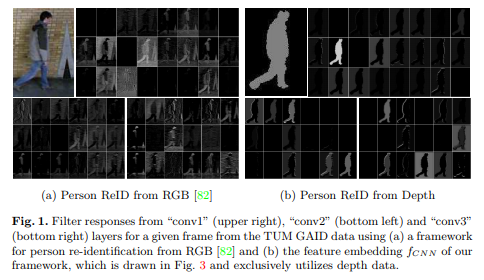 (a) Person ReID from RGB [82]
(b) Person ReID from Depth
Fig. 1. Filter responses from “conv1” (upper right), “conv2” (bottom left) and “conv3”
(bottom right) layers for a given frame from the TUM GAID data using (a) a framework
for person re-identification from RGB [82] and (b) the feature embedding fCNN of our
framework, which is drawn in Fig. 3 and exclusively utilizes depth data.